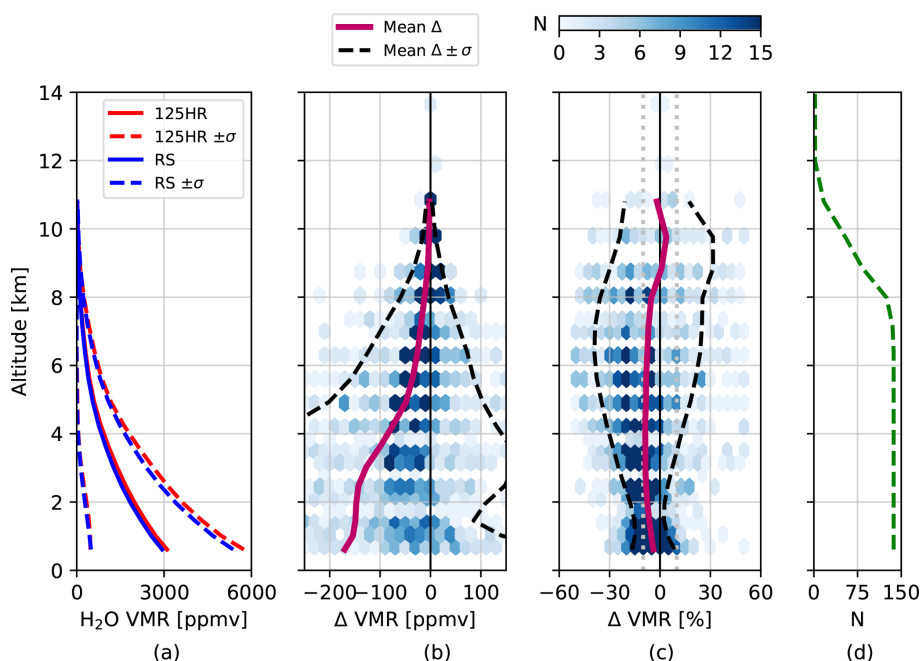 Mean Δ
Mean Δ ± σ
N
0 3 6 9 12 15
125HR
125HR ±σ
RS
RS ±σ
Altitude [km]
14
12
10
8
6
4
2
0
0 3000 6000
H₂O VMR [ppmv]
(a)
−200 −100 0 100
Δ VMR [ppmv]
(b)
−60 −30 0 30 60
Δ VMR [%]
(c)
0 75 150
N
(d)